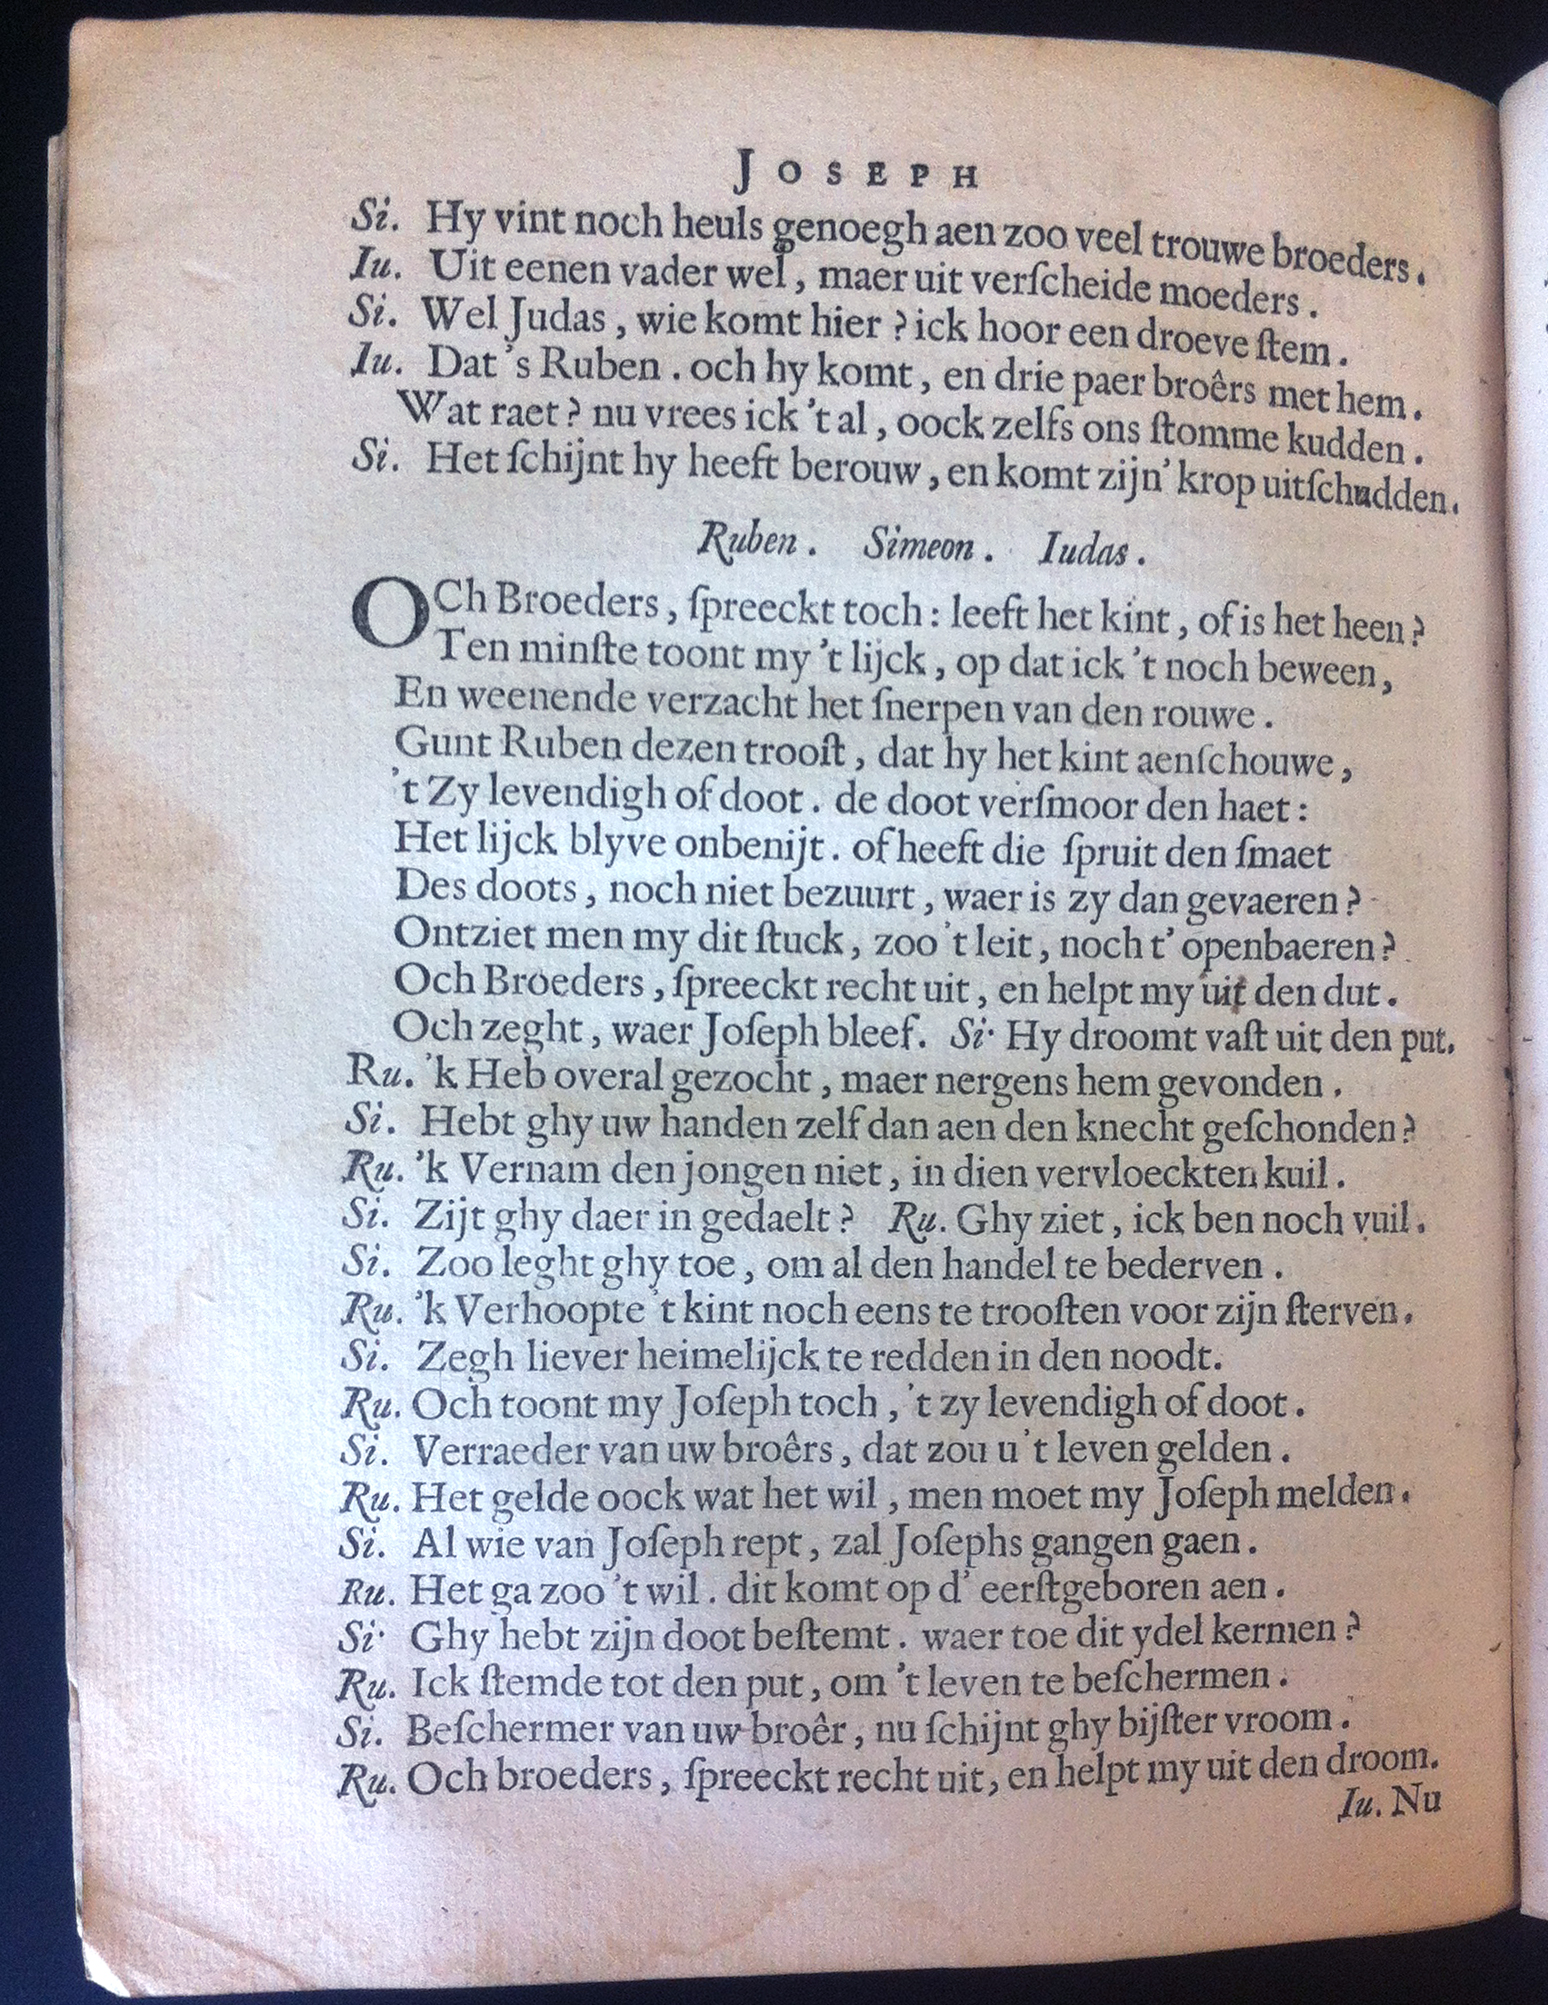 JOSEPH
Si. Hy vint noch heuls genoegh aen zoo veel trouwe broeders.
Iu. Uit eenen vader wel, maer uit verſcheide moeders.
Si. Wel Judas, wie komt hier? ick hoor een droeve ſtem.
Iu. Dat 's Ruben. och hy komt, en drie paer broêrs met hem.
Wat raet? nu vrees ick 't al, oock zelfs ons ſtomme kudden.
Si. Het ſchijnt hy heeft berouw, en komt zijn' krop uitſchudden.
Ruben. Simeon. Iudas.
OCh Broeders, ſpreeckt toch: leeft het kint, of is het heen?
Ten minſte toont my 't lijck, op dat ick 't noch beween,
En weenende verzacht het ſnerpen van den rouwe.
Gunt Ruben dezen trooſt, dat hy het kint aenſchouwe,
't Zy levendigh of doot. de doot verſmoor den haet:
Het lijck blyve onbenijt. of heeft die ſpruit den ſmaet
Des doots, noch niet bezuurt, waer is zy dan gevaeren?
Ontziet men my dit ſtuck, zoo 't leit, noch t' openbaeren?
Och Broeders, ſpreeckt recht uit, en helpt my uit den dut.
Och zeght, waer Joſeph bleef. Si· Hy droomt vaſt uit den put.
Ru. 'k Heb overal gezocht, maer nergens hem gevonden.
Si. Hebt ghy uw handen zelf dan aen den knecht geſchonden?
Ru. 'k Vernam den jongen niet, in dien vervloeckten kuil.
Si. Zijt ghy daer in gedaelt? Ru. Ghy ziet, ick ben noch vuil.
Si. Zoo leght ghy toe, om al den handel te bederven.
Ru. 'k Verhoopte 't kint noch eens te trooſten voor zijn ſterven.
Si. Zegh liever heimelijck te redden in den noodt.
Ru. Och toont my Joſeph toch, 't zy levendigh of doot.
Si. Verraeder van uw broêrs, dat zou u 't leven gelden.
Ru. Het gelde oock wat het wil, men moet my Joſeph melden.
Si. Al wie van Joſeph rept, zal Joſephs gangen gaen.
Ru. Het ga zoo 't wil. dit komt op d' eerſtgeboren aen.
Si· Ghy hebt zijn doot beſtemt. waer toe dit ydel kermen?
Ru. Ick ſtemde tot den put, om 't leven te beſchermen.
Si. Beſchermer van uw broêr, nu ſchijnt ghy bijſter vroom.
Ru. Och broeders, ſpreeckt recht uit, en helpt my uit den droom.
Iu. Nu